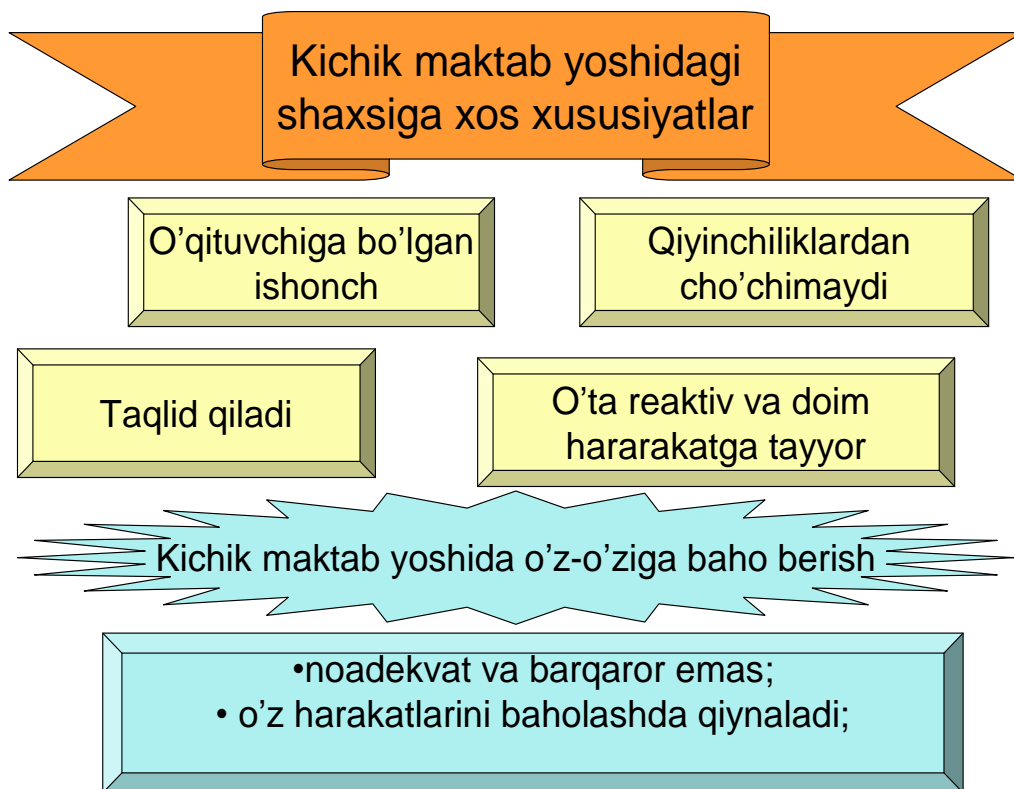 Kichik maktab yoshidagi
shaxsiga xos xususiyatlar
O’qituvchiga bo’lgan
ishonch
Qiyinchiliklardan
cho’chimaydi
Taqlid qiladi
O’ta reaktiv va doim
hararakatga tayyor
Kichik maktab yoshida o’z-o’ziga baho berish
•noadekvat va barqaror emas;
• o’z harakatlarini baholashda qiynaladi;